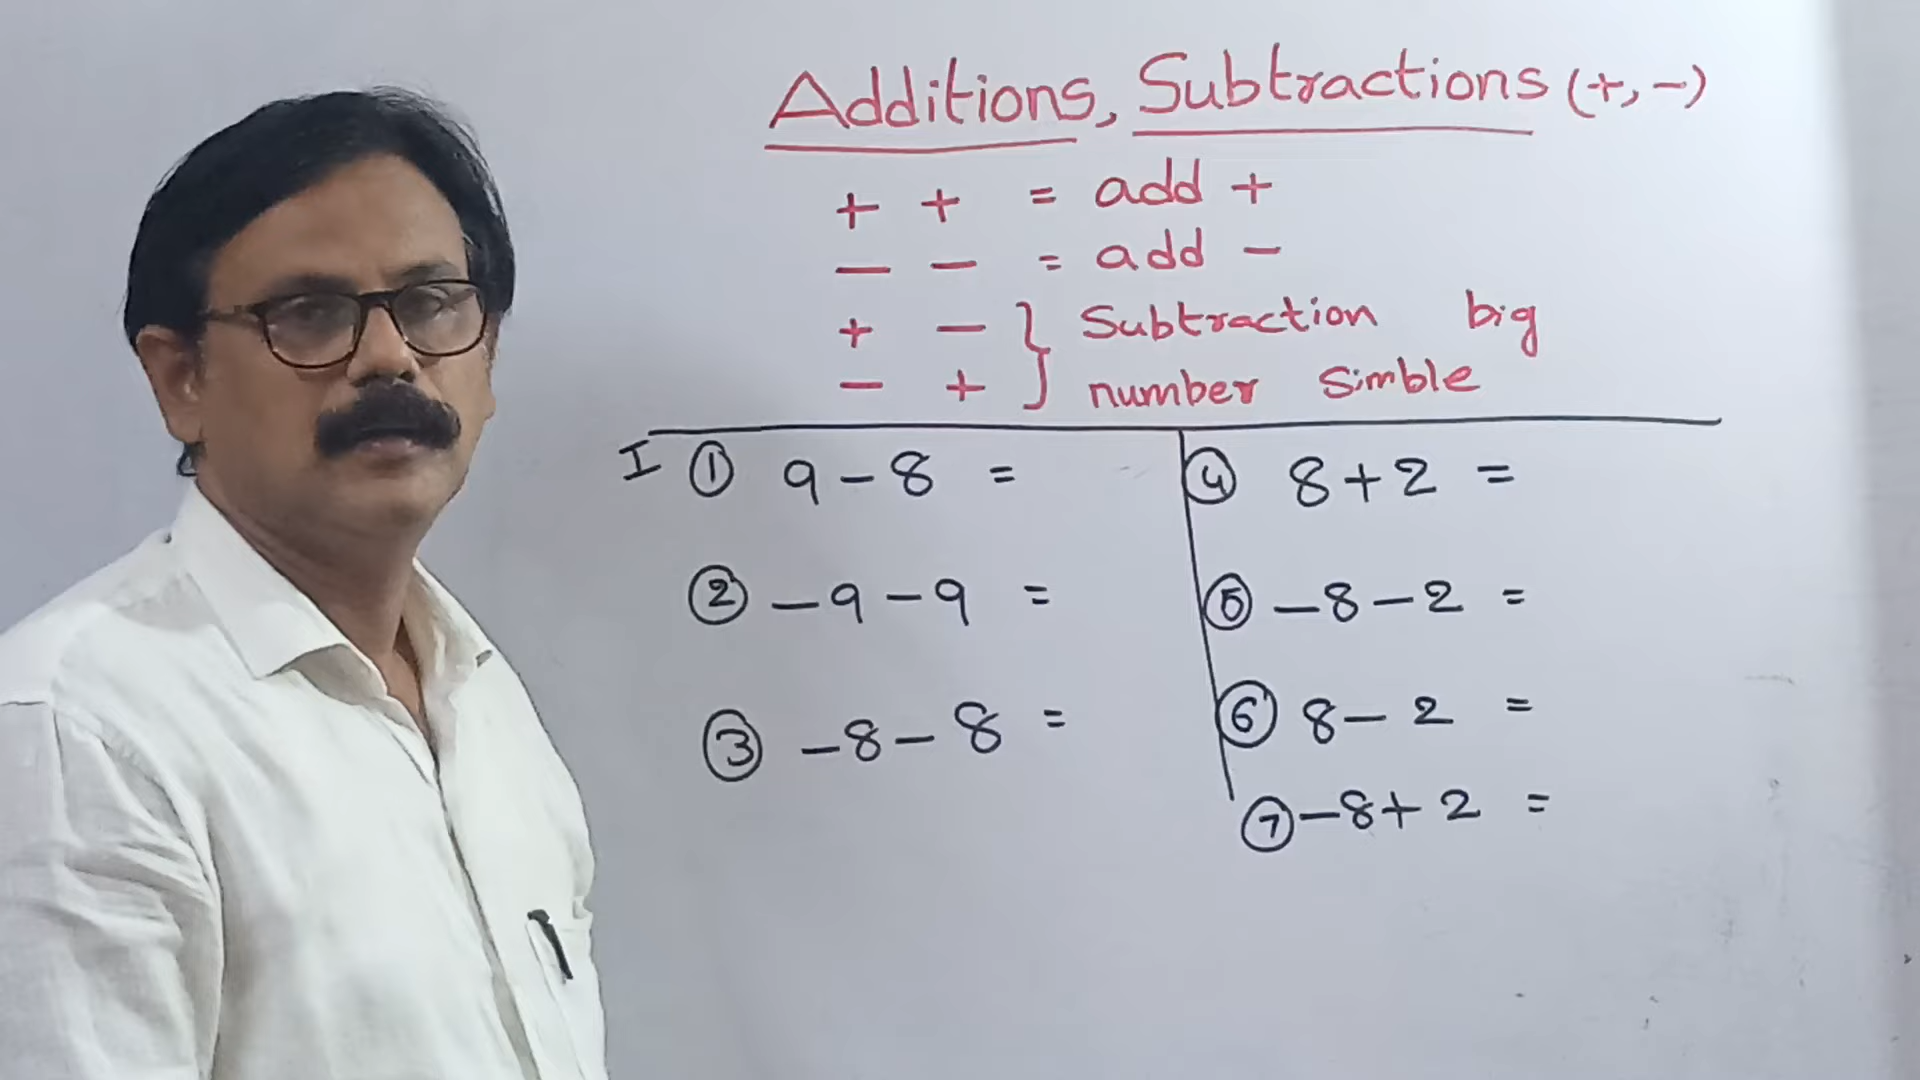 Additions, Subtractions (+, -)
+ + = add +
- - = add -
+ - } Subtraction big
- + number Simble
I ① 9 - 8 =
② - 9 - 9 =
③ - 8 - 8 =
④ 8 + 2 =
⑤ - 8 - 2 =
⑥ 8 - 2 =
⑦ - 8 + 2 =